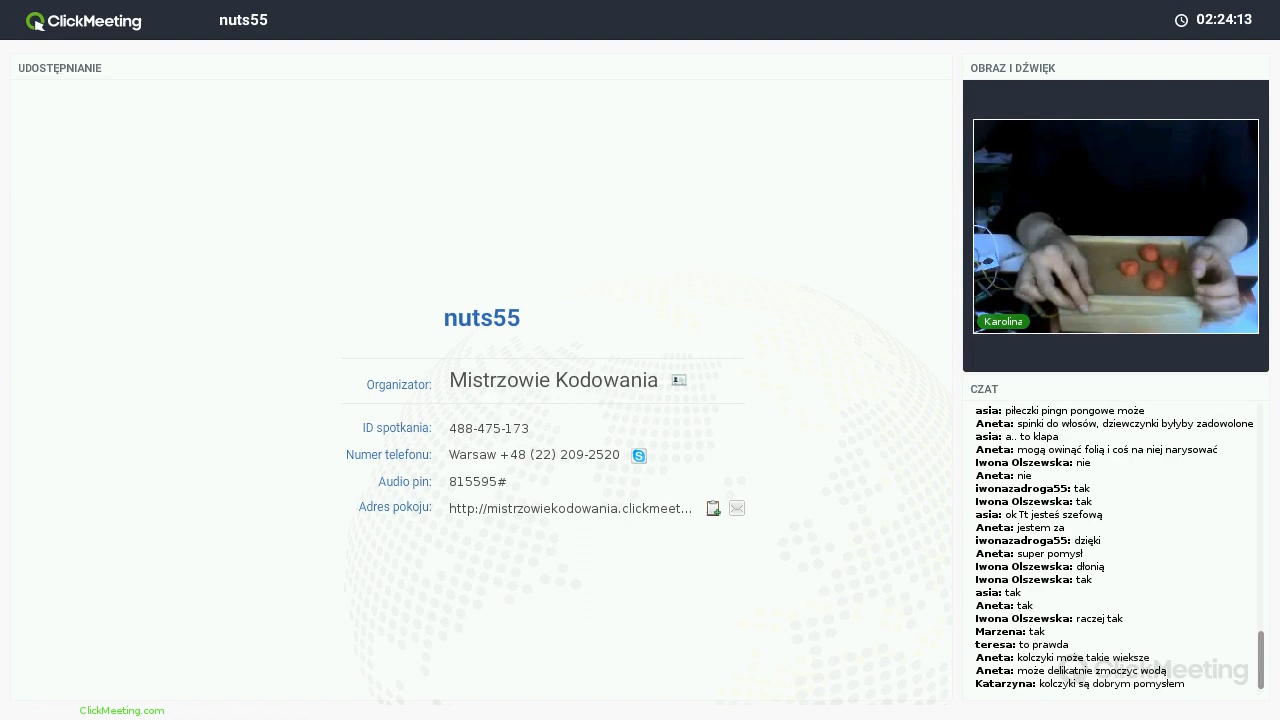 ClickMeeting
nuts55
02:24:13
UDOSTĘPNIANIE
nuts55
Organizator: Mistrzowie Kodowania
ID spotkania: 488-475-173
Numer telefonu: Warsaw +48 (22) 209-2520
Audio pin: 815595#
Adres pokoju: http://mistrzowiekodowania.clickmeet...
OBRAZ I DŹWIĘK
Karolina
CZAT
asia: piłeczki pingn pongowe może
Aneta: spinki do włosów, dziewczynki byłyby zadowolone
asia: a.. to klapa
Aneta: mogą owinąć folią i coś na niej narysować
Iwona Olszewska: nie
Aneta: nie
iwonazadroga55: tak
Iwona Olszewska: tak
asia: ok Tt jesteś szefową
Aneta: jestem za
iwonazadroga55: dzięki
Aneta: super pomysł
Iwona Olszewska: dłonią
Iwona Olszewska: tak
asia: tak
Aneta: tak
Iwona Olszewska: raczej tak
Marzena: tak
teresa: to prawda
Aneta: kolczyki może takie wieksze
Aneta: może delikatnie zmoczyc wodą
Katarzyna: kolczyki są dobrym pomysłem
ClickMeeting
ClickMeeting.com